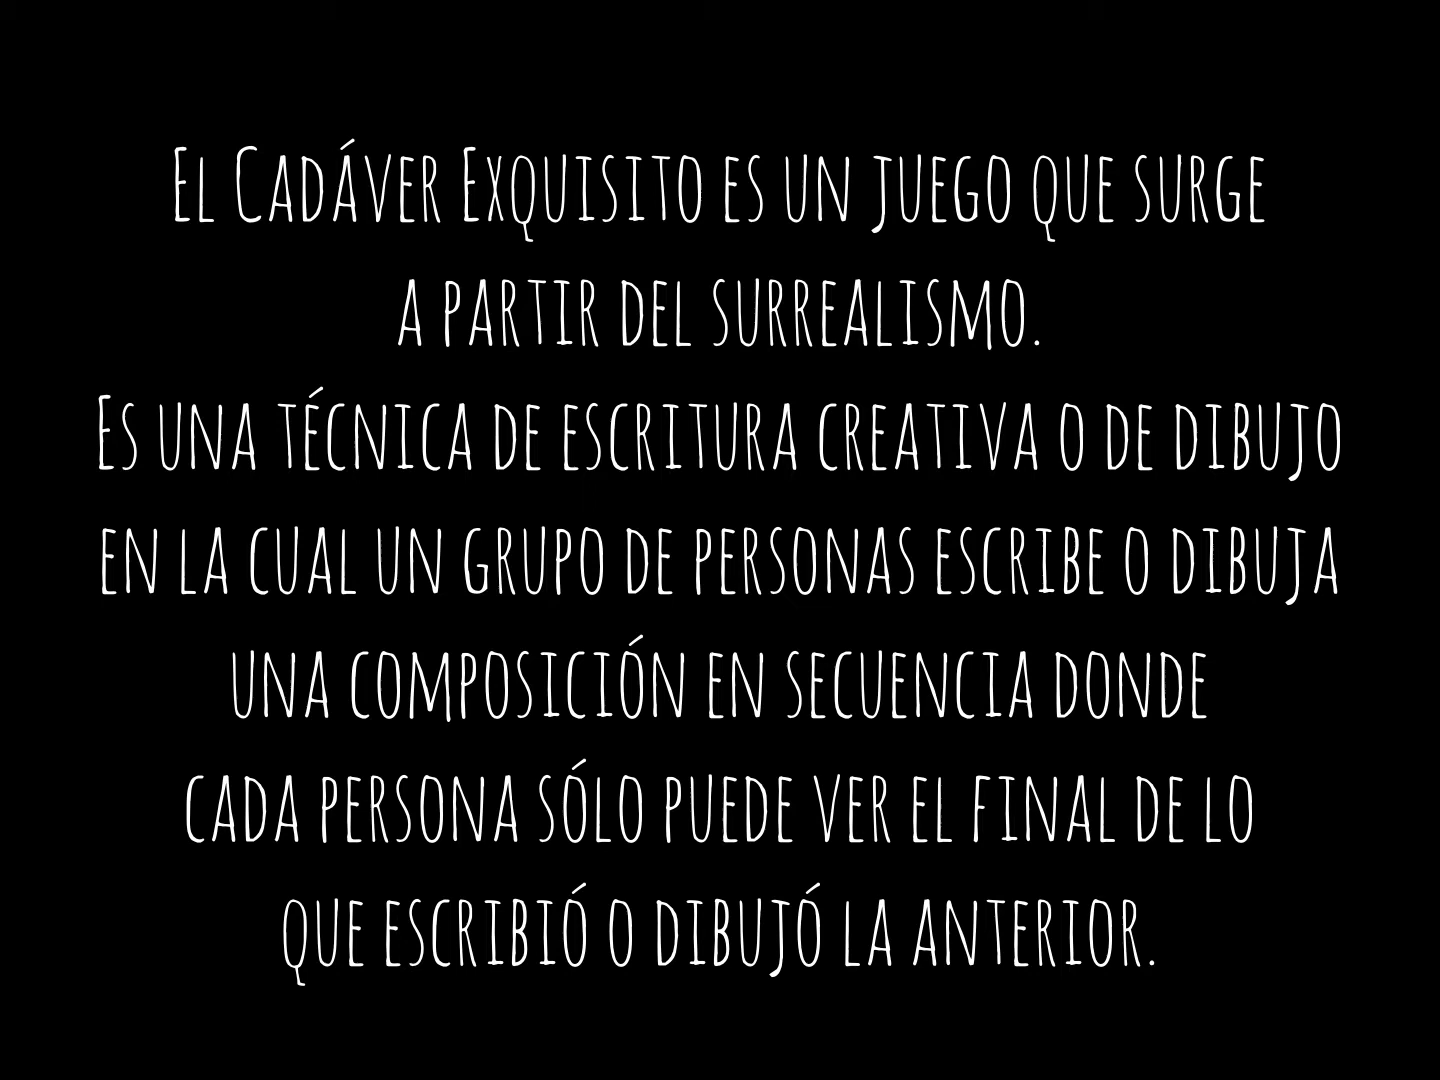 El Cadáver Exquisito es un juego que surge
a partir del surrealismo.
Es una técnica de escritura creativa o de dibujo
en la cual un grupo de personas escribe o dibuja
una composición en secuencia donde
cada persona sólo puede ver el final de lo
que escribió o dibujó la anterior.